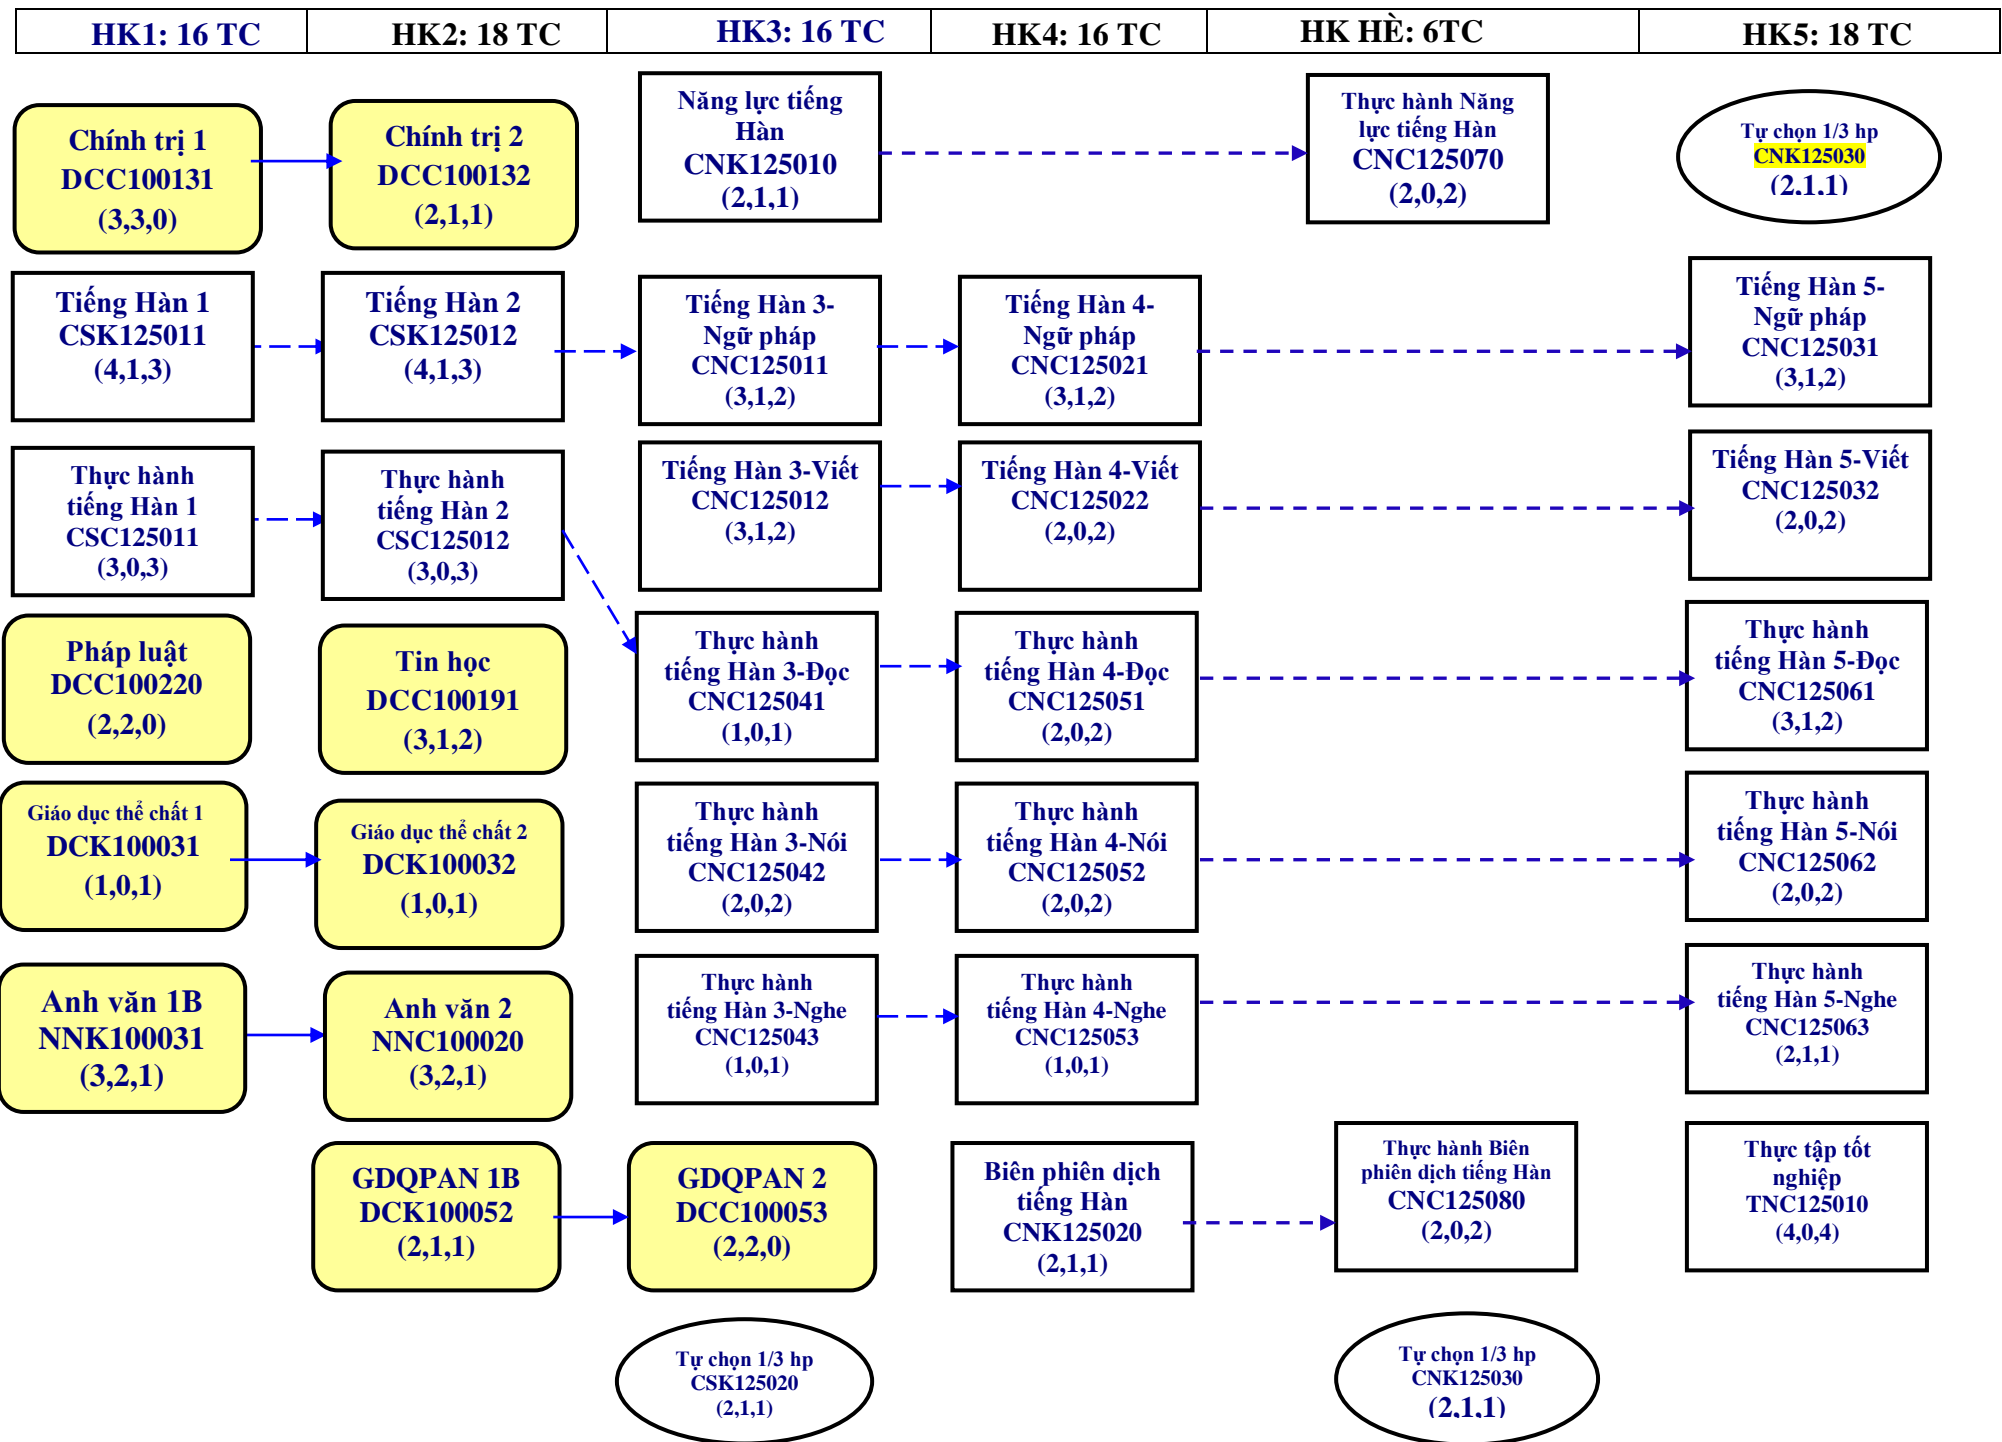 HK1: 16 TC
HK2: 18 TC
HK3: 16 TC
HK4: 16 TC
HK HÈ: 6TC
HK5: 18 TC
Chính trị 1
DCC100131
(3,3,0)
Chính trị 2
DCC100132
(2,1,1)
Năng lực tiếng
Hàn
CNK125010
(2,1,1)
Thực hành Năng
lực tiếng Hàn
CNC125070
(2,0,2)
Tự chọn 1/3 hp
CNK125030
(2,1,1)
Tiếng Hàn 1
CSK125011
(4,1,3)
Tiếng Hàn 2
CSK125012
(4,1,3)
Tiếng Hàn 3-
Ngữ pháp
CNC125011
(3,1,2)
Tiếng Hàn 4-
Ngữ pháp
CNC125021
(3,1,2)
Tiếng Hàn 5-
Ngữ pháp
CNC125031
(3,1,2)
Thực hành
tiếng Hàn 1
CSC125011
(3,0,3)
Thực hành
tiếng Hàn 2
CSC125012
(3,0,3)
Tiếng Hàn 3-Viết
CNC125012
(3,1,2)
Tiếng Hàn 4-Viết
CNC125022
(2,0,2)
Tiếng Hàn 5-Viết
CNC125032
(2,0,2)
Pháp luật
DCC100220
(2,2,0)
Tin học
DCC100191
(3,1,2)
Thực hành
tiếng Hàn 3-Đọc
CNC125041
(1,0,1)
Thực hành
tiếng Hàn 4-Đọc
CNC125051
(2,0,2)
Thực hành
tiếng Hàn 5-Đọc
CNC125061
(3,1,2)
Giáo dục thể chất 1
DCK100031
(1,0,1)
Giáo dục thể chất 2
DCK100032
(1,0,1)
Thực hành
tiếng Hàn 3-Nói
CNC125042
(2,0,2)
Thực hành
tiếng Hàn 4-Nói
CNC125052
(2,0,2)
Thực hành
tiếng Hàn 5-Nói
CNC125062
(2,0,2)
Anh văn 1B
NNK100031
(3,2,1)
Anh văn 2
NNC100020
(3,2,1)
Thực hành
tiếng Hàn 3-Nghe
CNC125043
(1,0,1)
Thực hành
tiếng Hàn 4-Nghe
CNC125053
(1,0,1)
Thực hành
tiếng Hàn 5-Nghe
CNC125063
(2,1,1)
GDQPAN 1B
DCK100052
(2,1,1)
GDQPAN 2
DCC100053
(2,2,0)
Biên phiên dịch
tiếng Hàn
CNK125020
(2,1,1)
Thực hành Biên
phiên dịch tiếng Hàn
CNC125080
(2,0,2)
Thực tập tốt
nghiệp
TNC125010
(4,0,4)
Tự chọn 1/3 hp
CSK125020
(2,1,1)
Tự chọn 1/3 hp
CNK125030
(2,1,1)